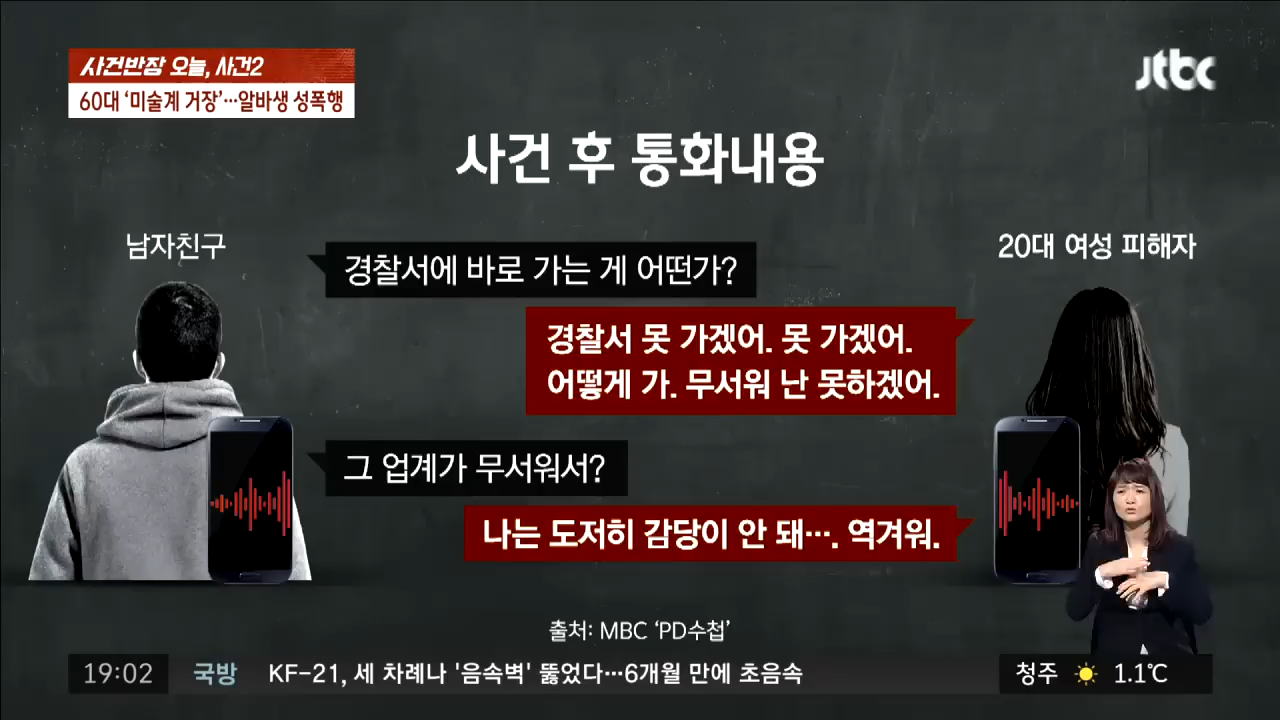 사건반장 오늘, 사건2
60대 '미술계 거장'…알바생 성폭행
jtbc
사건 후 통화내용
남자친구
20대 여성 피해자
경찰서에 바로 가는 게 어떤가?
경찰서 못 가겠어. 못 가겠어.
어떻게 가. 무서워 난 못하겠어.
그 업계가 무서워서?
나는 도저히 감당이 안 돼…. 역겨워.
출처: MBC 'PD수첩'
19:02 국방 KF-21, 세 차례나 '음속벽' 뚫었다…6개월 만에 초음속 청주 1.1℃